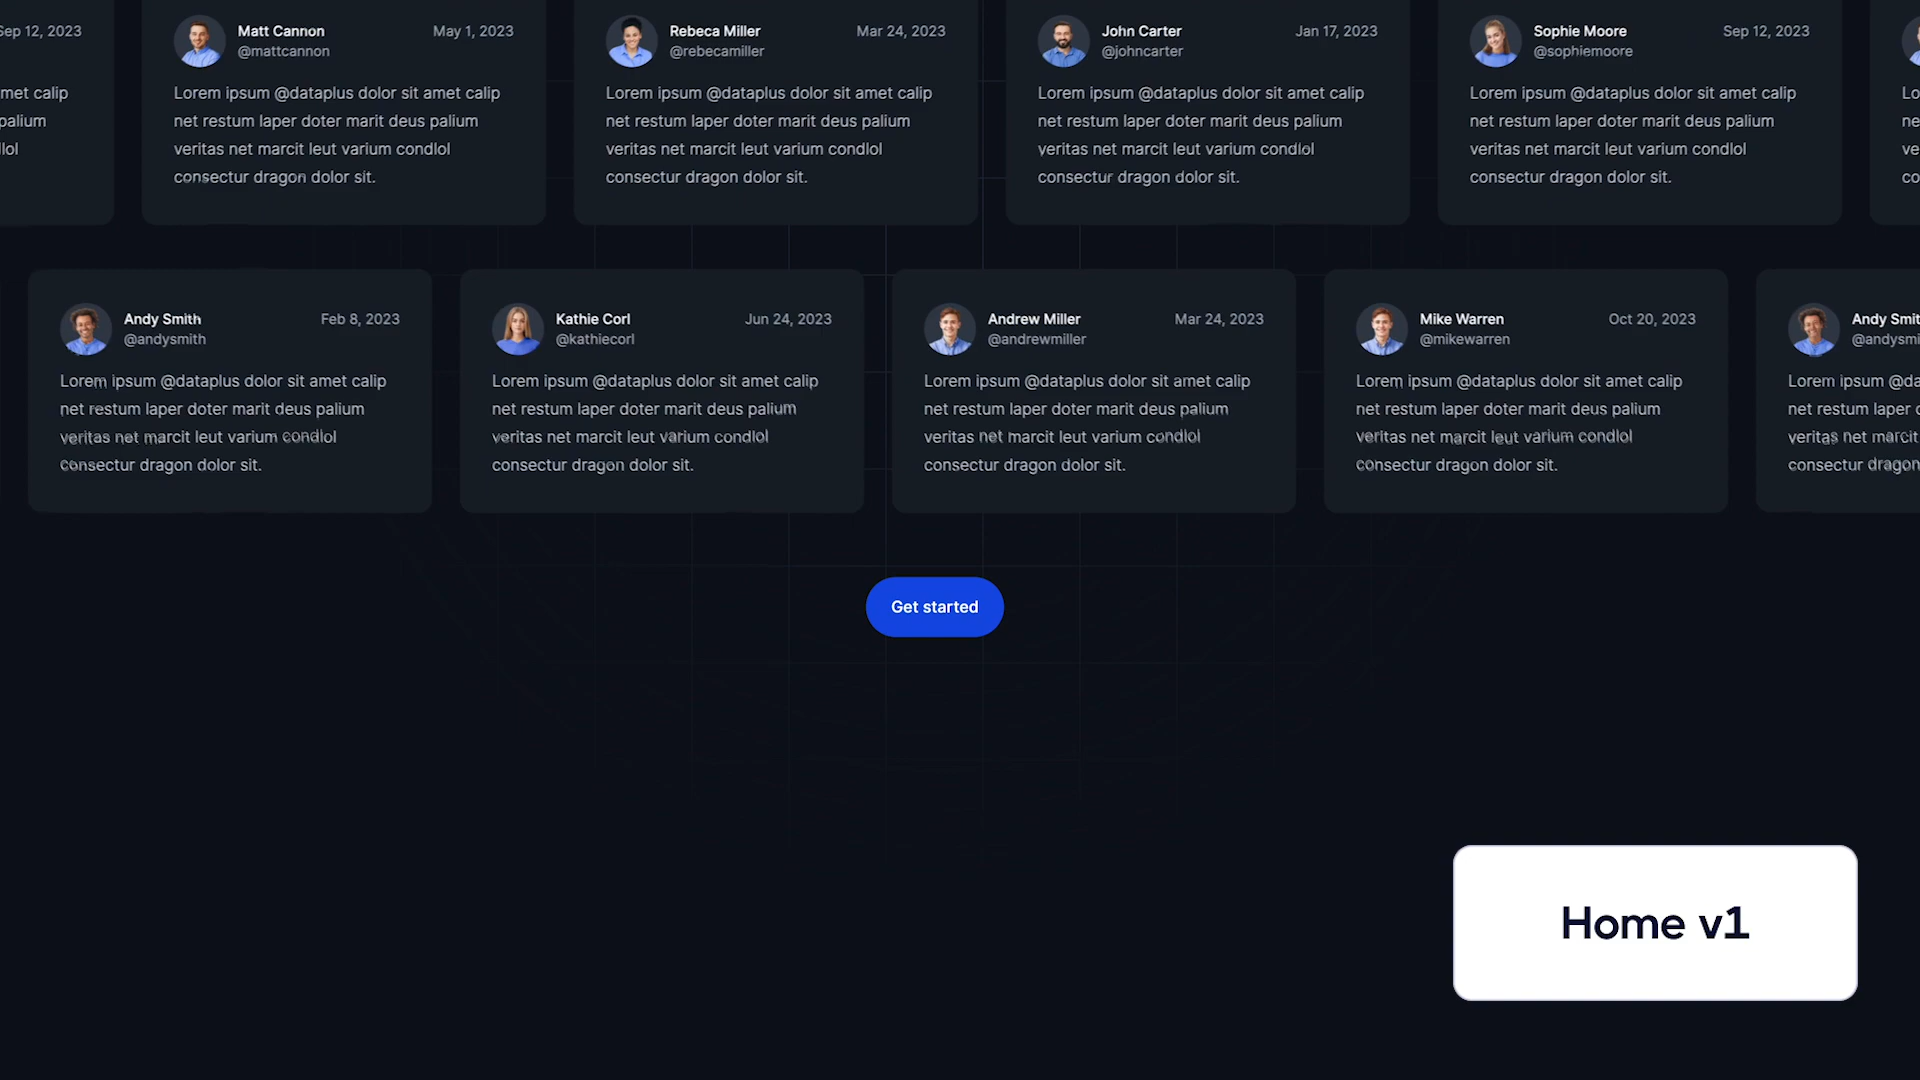 Sep 12, 2023
met calip
palium
Matt Cannon
May 1, 2023
@mattcannon
Lorem ipsum @dataplus dolor sit amet calip
net restum laper doter marit deus palium
veritas net marcit leut varium condlol
consectur dragon dolor sit.
Rebeca Miller
Mar 24, 2023
@rebecamiller
Lorem ipsum @dataplus dolor sit amet calip
net restum laper doter marit deus palium
veritas net marcit leut varium condlol
consectur dragon dolor sit.
John Carter
Jan 17, 2023
@johncarter
Lorem ipsum @dataplus dolor sit amet calip
net restum laper doter marit deus palium
veritas net marcit leut varium condlol
consectur dragon dolor sit.
Sophie Moore
Sep 12, 2023
@sophiemoore
Lorem ipsum @dataplus dolor sit amet calip
net restum laper doter marit deus palium
veritas net marcit leut varium condlol
consectur dragon dolor sit.
Andy Smith
Feb 8, 2023
@andysmith
Lorem ipsum @dataplus dolor sit amet calip
net restum laper doter marit deus palium
veritas net marcit leut varium condlol
consectur dragon dolor sit.
Kathie Corl
Jun 24, 2023
@kathiecorl
Lorem ipsum @dataplus dolor sit amet calip
net restum laper doter marit deus palium
veritas net marcit leut varium condlol
consectur dragon dolor sit.
Andrew Miller
Mar 24, 2023
@andrewmiller
Lorem ipsum @dataplus dolor sit amet calip
net restum laper doter marit deus palium
veritas net marcit leut varium condlol
consectur dragon dolor sit.
Mike Warren
Oct 20, 2023
@mikewarren
Lorem ipsum @dataplus dolor sit amet calip
net restum laper doter marit deus palium
veritas net marcit leut varium condlol
consectur dragon dolor sit.
Andy Smit
@andysmi
Lorem ipsum @da
net restum laper
veritas net marcit
consectur dragon
Get started
Home v1